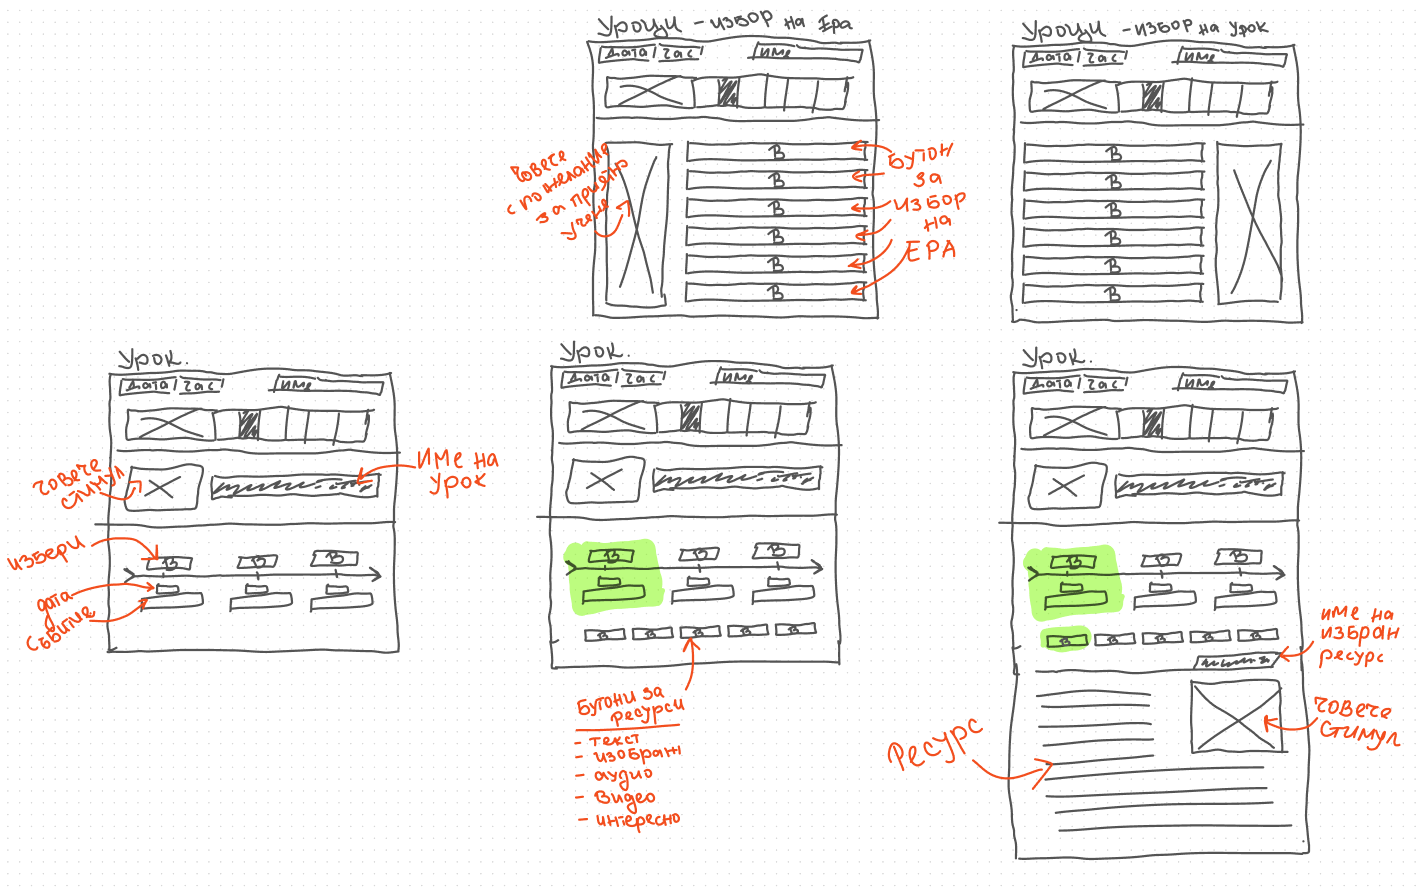 Уроци - избор на Ера
Дата/Час
име
B
B
B
B
B
B
Човече
с пожелания
за приятно
учене
Бутон
за
избор
на
ЕРА
Уроци - избор на урок
Дата/Час
име
B
B
B
B
B
B
Урок.
Дата/Час
име
Човече
стимул
име на
урок
избери
B
B
B
дата
събитие
Урок.
Дата/Час
име
B
B
B
B
B
B
B
B
Бутони за
ресурси
- текст
- изображ
- аудио
- видео
- интересно
Урок.
Дата/Час
име
B
B
B
B
B
B
B
B
име на
избран
ресурс
Човече
стимул
Ресурс